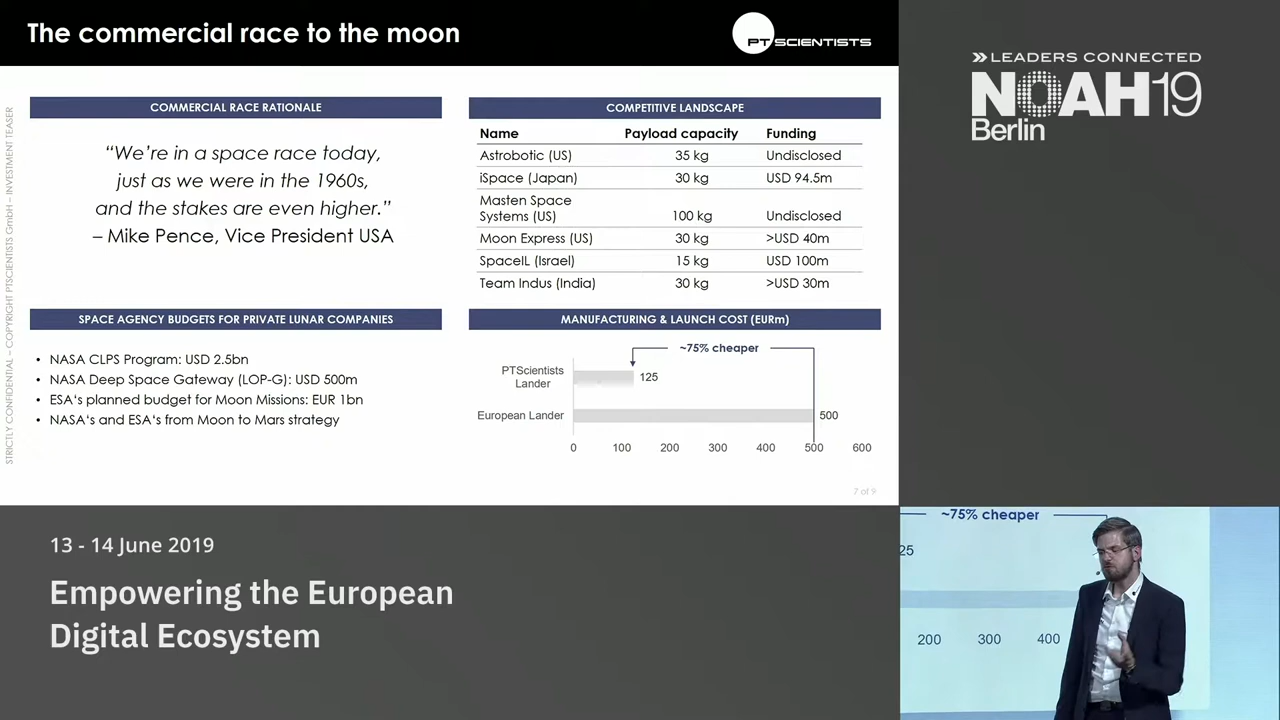 The commercial race to the moon
PTSCIENTISTS
STRICTLY CONFIDENTIAL – COPYRIGHT PTSCIENTISTS GmbH – INVESTMENT TEASER
COMMERCIAL RACE RATIONALE
“We’re in a space race today,
just as we were in the 1960s,
and the stakes are even higher.”
– Mike Pence, Vice President USA
COMPETITIVE LANDSCAPE
Name Payload capacity Funding
Astrobotic (US) 35 kg Undisclosed
iSpace (Japan) 30 kg USD 94.5m
Masten Space
Systems (US) 100 kg Undisclosed
Moon Express (US) 30 kg >USD 40m
SpaceIL (Israel) 15 kg USD 100m
Team Indus (India) 30 kg >USD 30m
SPACE AGENCY BUDGETS FOR PRIVATE LUNAR COMPANIES
• NASA CLPS Program: USD 2.5bn
• NASA Deep Space Gateway (LOP-G): USD 500m
• ESA‘s planned budget for Moon Missions: EUR 1bn
• NASA‘s and ESA‘s from Moon to Mars strategy
MANUFACTURING & LAUNCH COST (EURm)
~75% cheaper
PTScientists
Lander 125
European Lander 500
0 100 200 300 400 500 600
7 of 9
LEADERS CONNECTED
NOAH19
Berlin
13 - 14 June 2019
Empowering the European
Digital Ecosystem
~75% cheaper
25
200 300 400